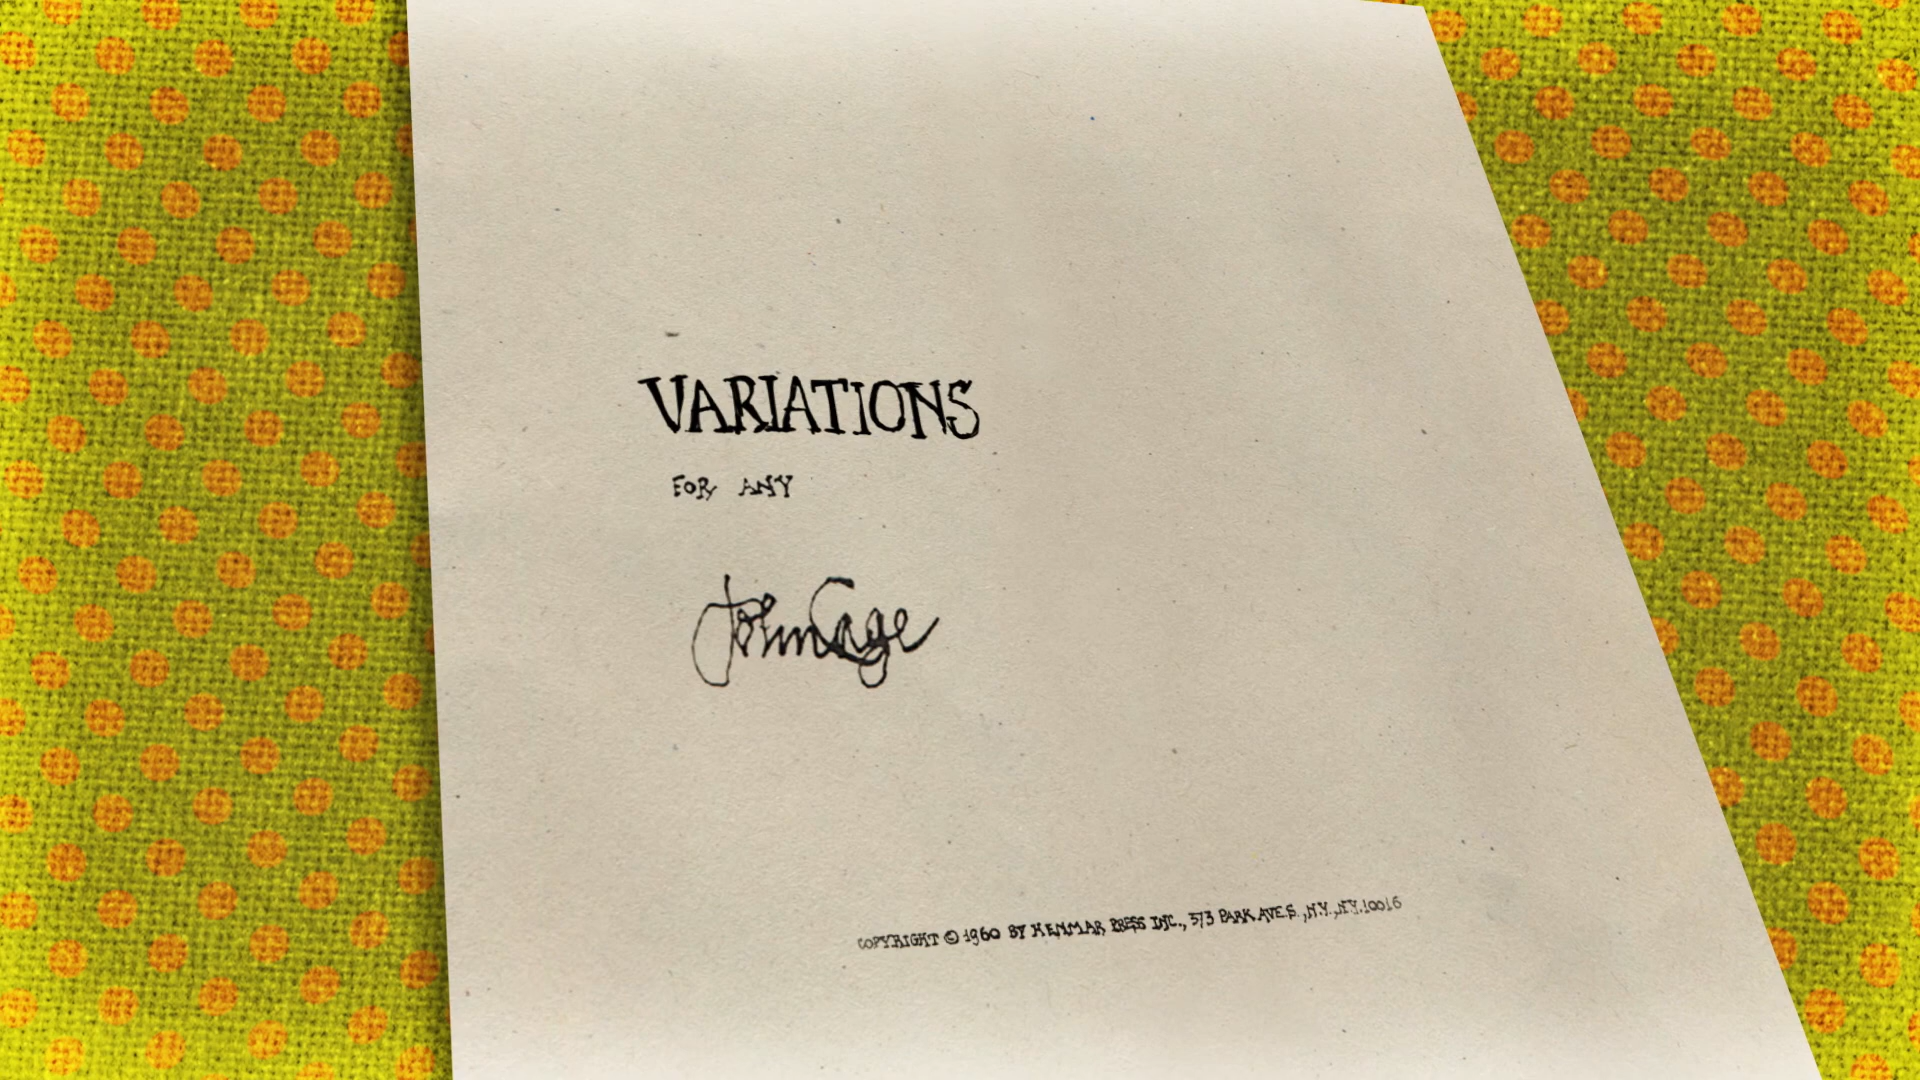 VARIATIONS
FOR ANY
John Cage
COPYRIGHT © 1960 BY HENMAR PRESS INC., 373 PARK AVE.S.,N.Y.,N.Y.10016